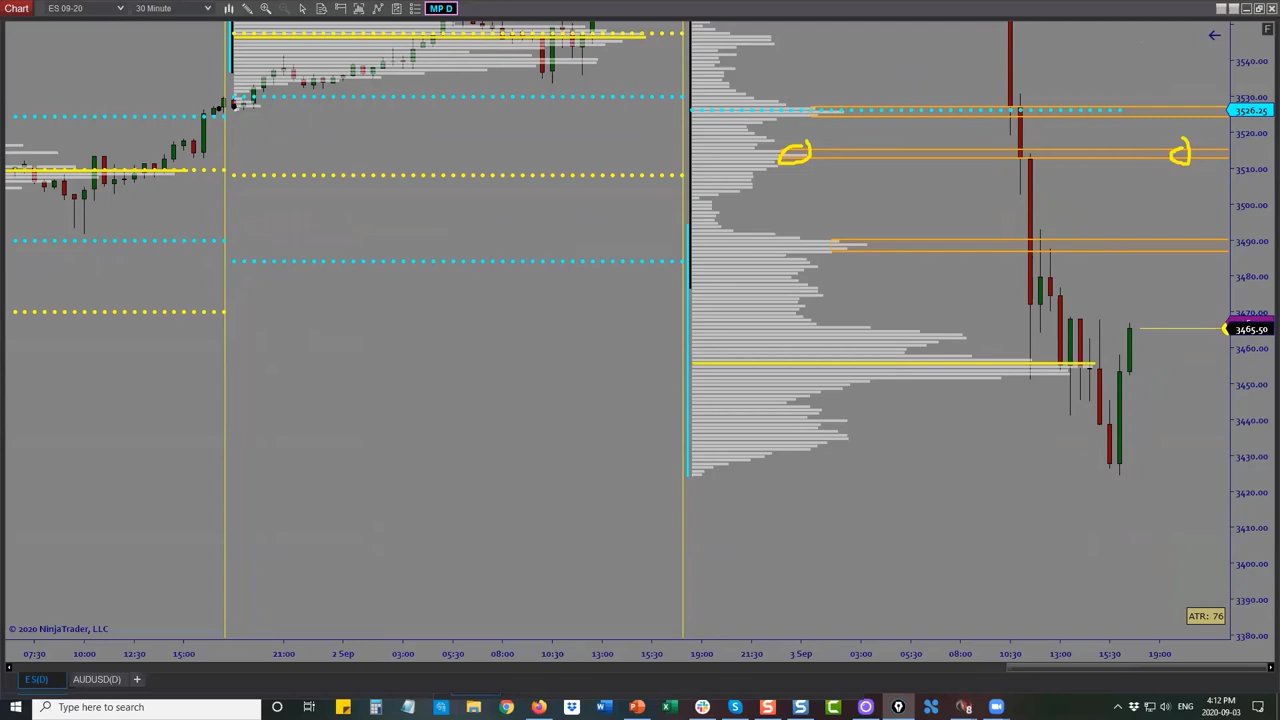 Chart ES 09-20 30 Minute MP D
F
3540.00
3530.00
3526.25
3520.00
3510.00
3500.00
3490.00
3480.00
3470.00
3465.50
3460.00
3450.00
3440.00
3430.00
3420.00
3410.00
3400.00
3390.00
3380.00
ATR: 76
© 2020 NinjaTrader, LLC
07:30 10:00 12:30 15:00 21:00 2 Sep 03:00 05:30 08:00 10:30 13:00 15:30 19:00 21:30 3 Sep 03:00 05:30 08:00 10:30 13:00 15:30 19:00
ES(D) AUDUSD(D) +
Type here to search
ENG
4:12 PM
2020-09-03